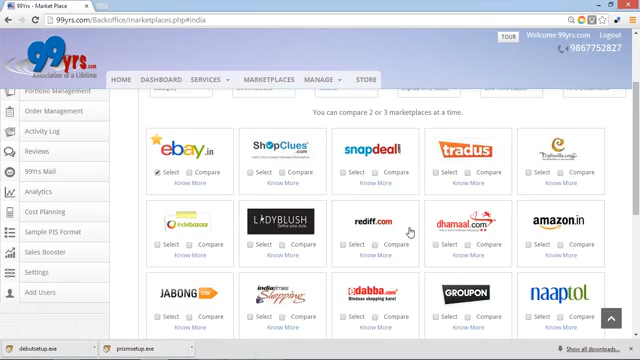 99Yrs - Market Place
99yrs.com/Backoffice/marketplaces.php#india
TOUR
Welcome 99yrs.com
Logout
9867752827
99yrs.com
Association of a Lifetime
HOME
DASHBOARD
SERVICES
MARKETPLACES
MANAGE
STORE
Portfolio Management
Order Management
Activity Log
Reviews
99Yrs Mail
Analytics
Cost Planning
Sample PIS Format
Sales Booster
Settings
Add Users
You can compare 2 or 3 marketplaces at a time.
ebay.in
Select Compare
Know More
ShopClues.com
Select Compare
Know More
snapdeal
Select Compare
Know More
tradus
Select Compare
Know More
Select Compare
Know More
indebazaar
Select Compare
Know More
LADYBLUSH
Define your style
Select Compare
Know More
rediff.com
Select Compare
Know More
dhamaal.com
Select Compare
Know More
amazon.in
Select Compare
Know More
JABONG
Select Compare
Know More
indiatimes
Shopping
Select Compare
Know More
dabba.com
Bindaas shopping karo!
Select Compare
Know More
GROUPON
Select Compare
Know More
naaptol
Select Compare
Know More
debutsetup.exe
prismsetup.exe
Show all downloads...